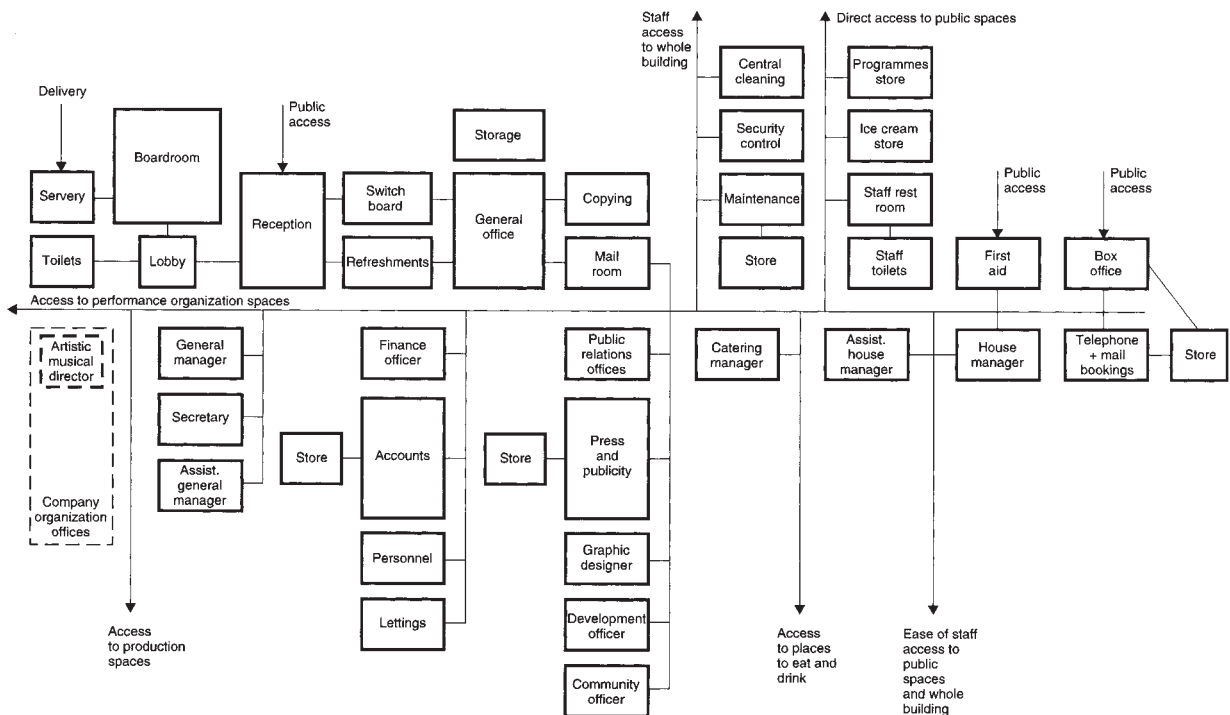 Staff
access
to whole
building
Direct access to public spaces
Delivery
Public
access
Boardroom
Storage
Central
cleaning
Programmes
store
Security
control
Ice cream
store
Servery
Reception
Switch
board
General
office
Copying
Maintenance
Staff rest
room
Public
access
Public
access
Toilets
Lobby
Refreshments
Mail
room
Store
Staff
toilets
First
aid
Box
office
Access to performance organization spaces
Artistic
musical
director
General
manager
Finance
officer
Public
relations
offices
Catering
manager
Assist.
house
manager
House
manager
Telephone
+ mail
bookings
Store
Secretary
Store
Accounts
Store
Press
and
publicity
Assist.
general
manager
Company
organization
offices
Personnel
Graphic
designer
Lettings
Development
officer
Community
officer
Access
to production
spaces
Access
to places
to eat and
drink
Ease of staff
access to
public
spaces
and whole
building